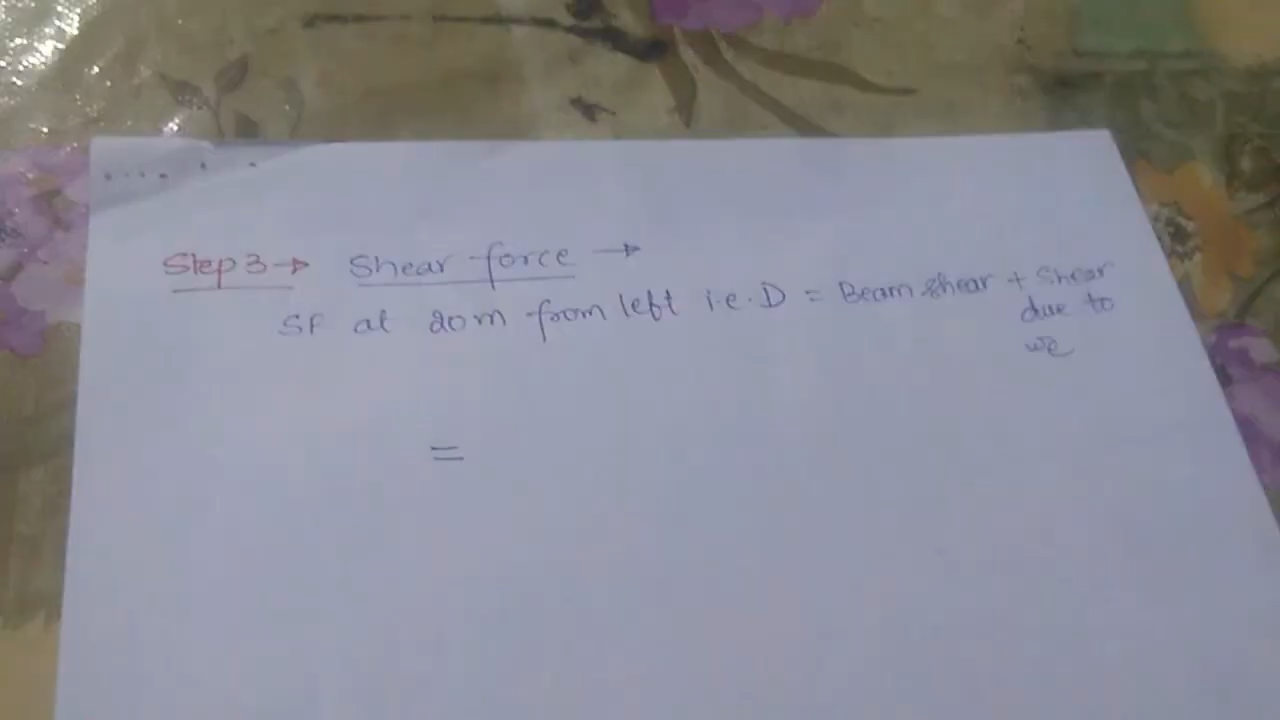 Step 3 → Shear force →
SF at 20m from left i.e. D = Beam shear + Shear
due to
we
=